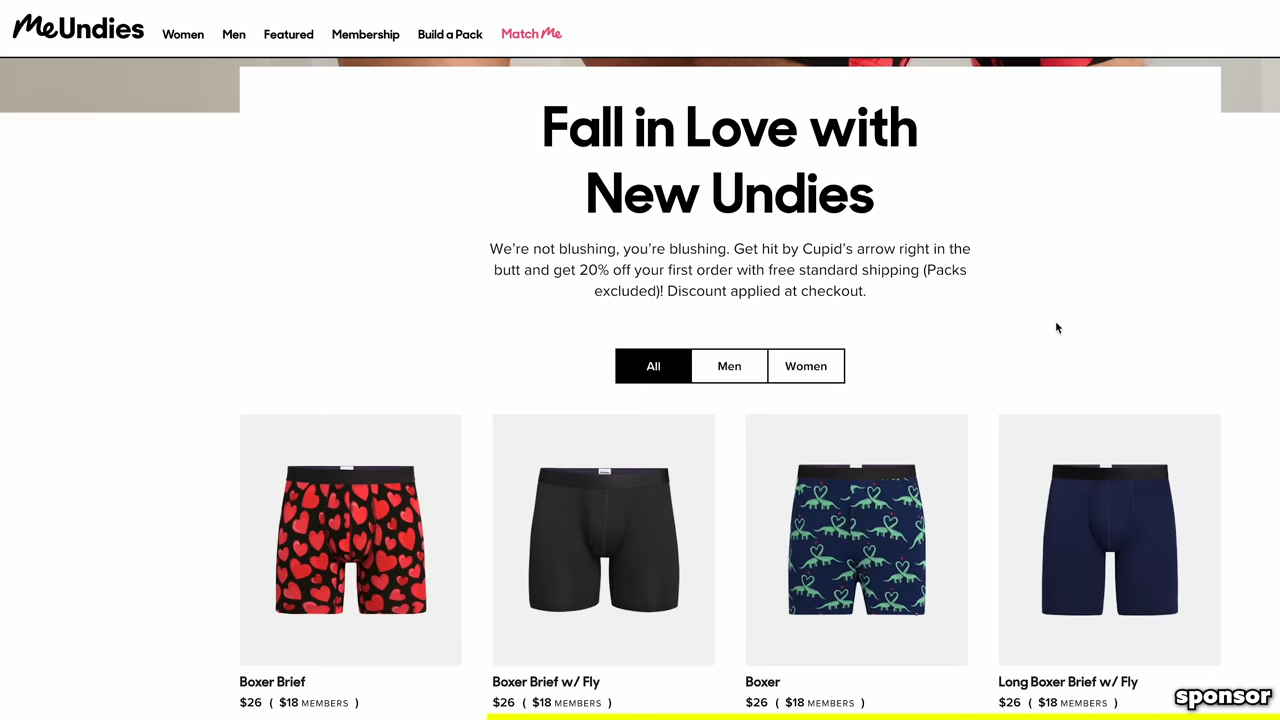 MeUndies Women Men Featured Membership Build a Pack Match Me
Fall in Love with
New Undies
We’re not blushing, you’re blushing. Get hit by Cupid’s arrow right in the
butt and get 20% off your first order with free standard shipping (Packs
excluded)! Discount applied at checkout.
All Men Women
Boxer Brief Boxer Brief w/ Fly Boxer Long Boxer Brief w/ Fly
$26 ( $18 MEMBERS ) $26 ( $18 MEMBERS ) $26 ( $18 MEMBERS ) $26 ( $18 MEMBERS )
sponsor